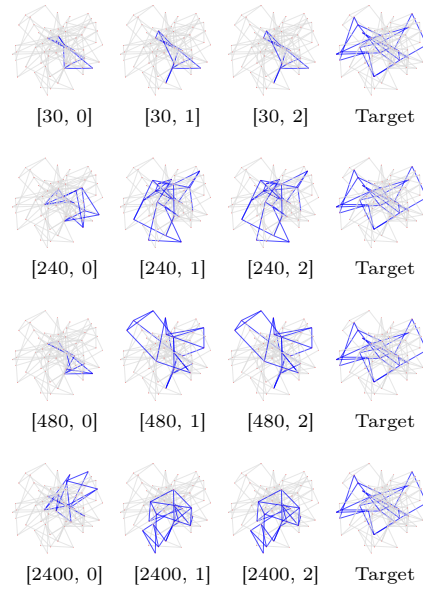 [30, 0] [30, 1] [30, 2] Target
[240, 0] [240, 1] [240, 2] Target
[480, 0] [480, 1] [480, 2] Target
[2400, 0] [2400, 1] [2400, 2] Target